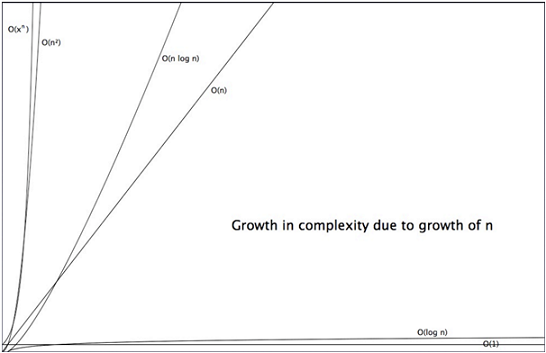 O(xⁿ)
O(n²)
O(n log n)
O(n)
Growth in complexity due to growth of n
O(log n)
O(1)